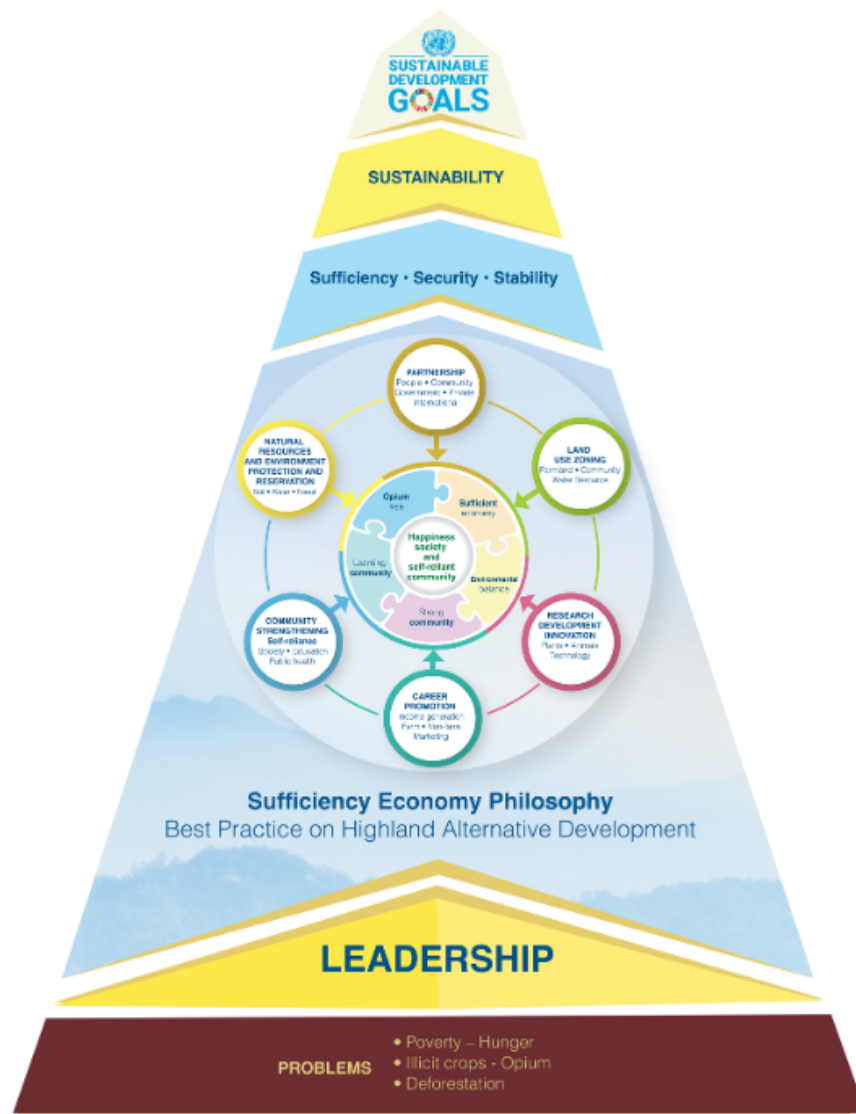 SUSTAINABLE
DEVELOPMENT
GOALS
SUSTAINABILITY
Sufficiency • Security • Stability
PARTNERSHIP
People • Community
Government • Private
International
NATURAL
RESOURCES
AND ENVIRONMENT
PROTECTION AND
RESERVATION
Soil • Water • Forest
LAND
USE ZONING
Farmland • Community
Water Resource
Opium
free
Sufficient
economy
Happiness
society
and
self-reliant
community
Learning
community
Environmental
balance
Strong
community
COMMUNITY
STRENGTHENING
Self-reliance
Society • Education
Public health
RESEARCH
DEVELOPMENT
INNOVATION
Plants • Animals
Technology
CAREER
PROMOTION
Income generation
Farm • Non-farm
Marketing
Sufficiency Economy Philosophy
Best Practice on Highland Alternative Development
LEADERSHIP
PROBLEMS
• Poverty – Hunger
• Illicit crops - Opium
• Deforestation